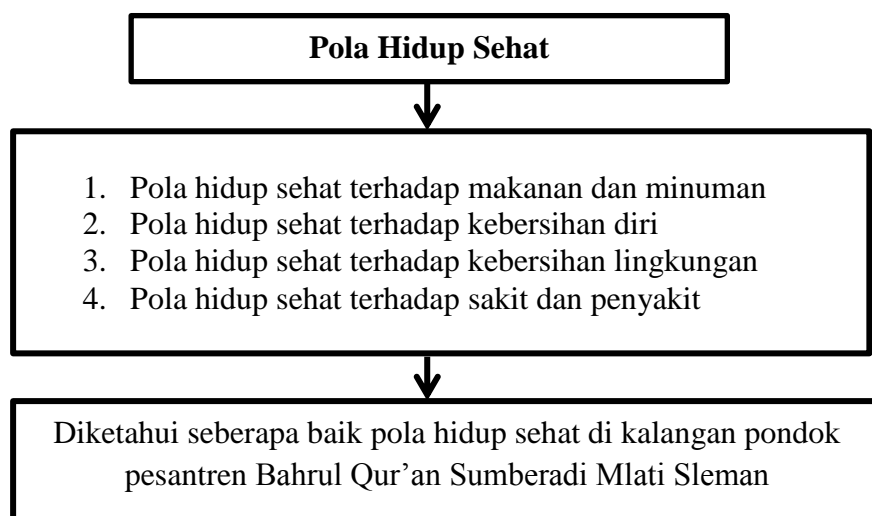 Pola Hidup Sehat
1. Pola hidup sehat terhadap makanan dan minuman
2. Pola hidup sehat terhadap kebersihan diri
3. Pola hidup sehat terhadap kebersihan lingkungan
4. Pola hidup sehat terhadap sakit dan penyakit
Diketahui seberapa baik pola hidup sehat di kalangan pondok
pesantren Bahrul Qur’an Sumberadi Mlati Sleman